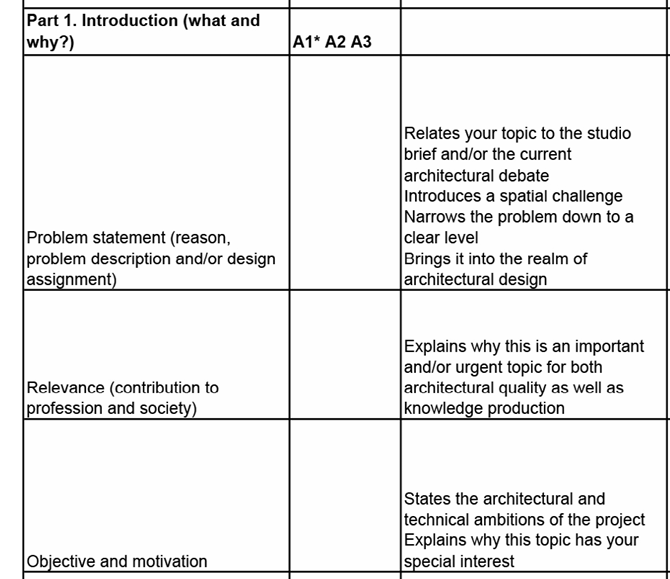 Part 1. Introduction (what and
why?)
A1* A2 A3
Relates your topic to the studio
brief and/or the current
architectural debate
Introduces a spatial challenge
Narrows the problem down to a
clear level
Brings it into the realm of
architectural design
Problem statement (reason,
problem description and/or design
assignment)
Explains why this is an important
and/or urgent topic for both
architectural quality as well as
knowledge production
Relevance (contribution to
profession and society)
States the architectural and
technical ambitions of the project
Explains why this topic has your
special interest
Objective and motivation